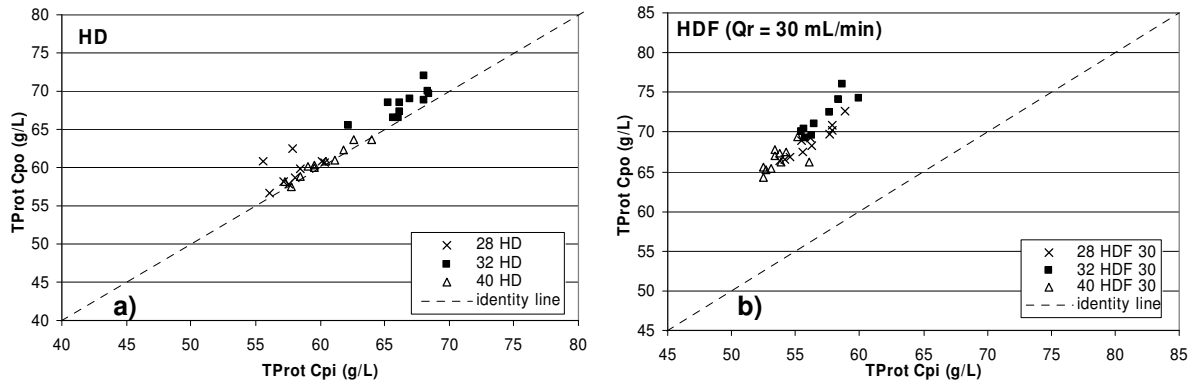 HD
TProt Cpo (g/L)
80
75
70
65
60
55
50
45
40
28 HD
32 HD
40 HD
identity line
a)
40 45 50 55 60 65 70 75 80
TProt Cpi (g/L)
HDF (Qr = 30 mL/min)
TProt Cpo (g/L)
85
80
75
70
65
60
55
50
45
28 HDF 30
32 HDF 30
40 HDF 30
identity line
b)
45 50 55 60 65 70 75 80 85
TProt Cpi (g/L)